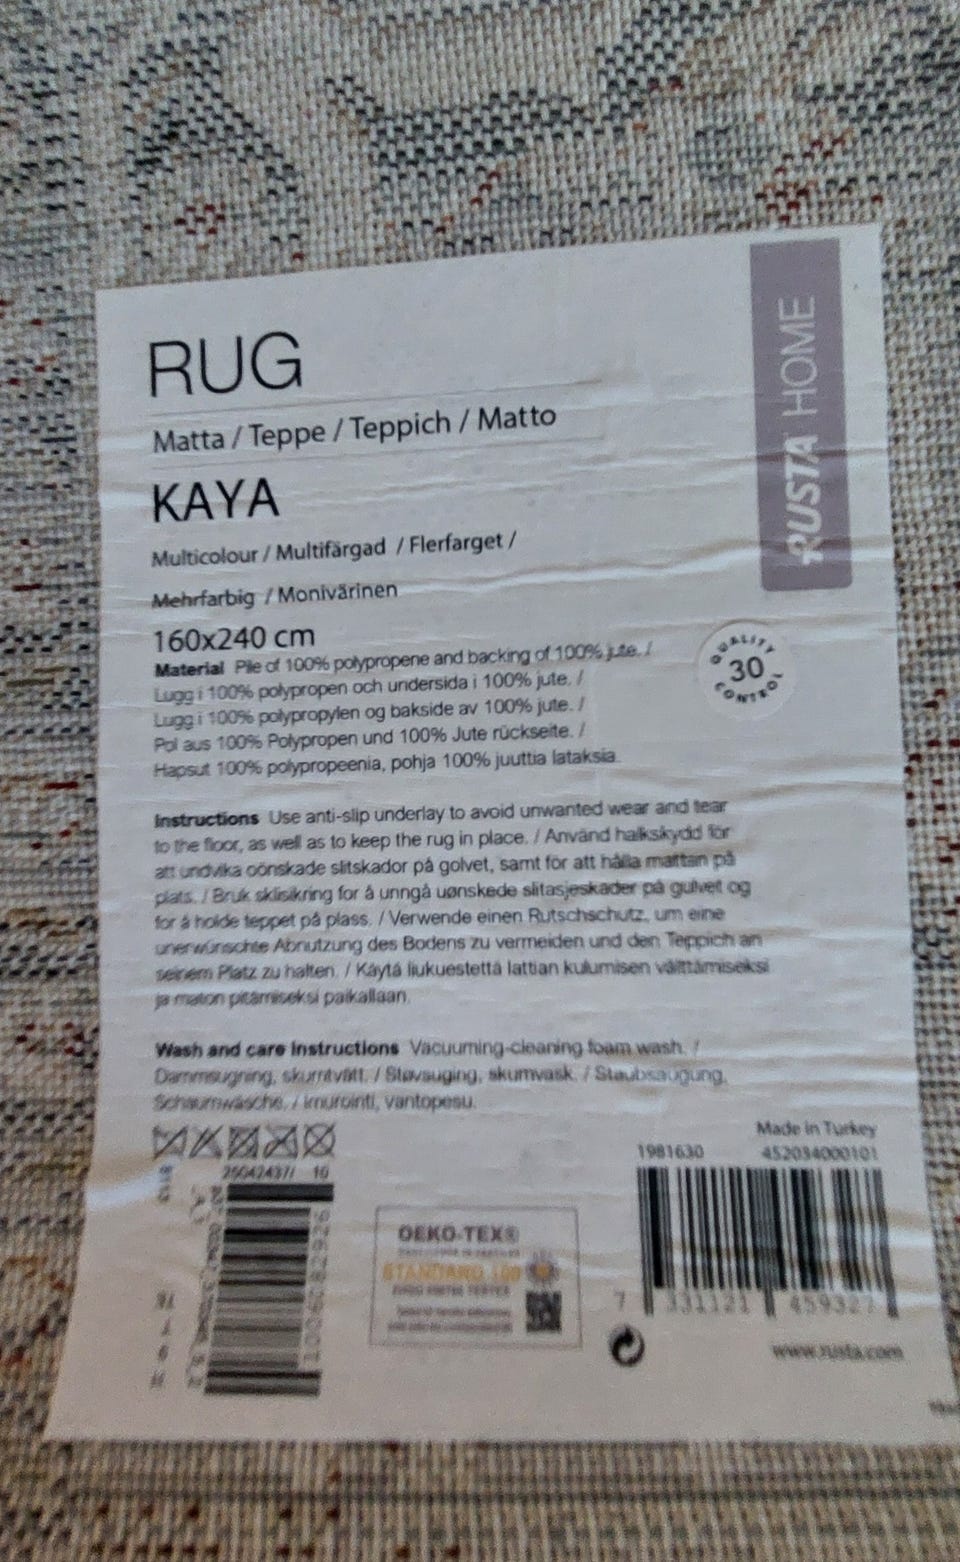 RUG
RUSTA HOME
Matta / Teppe / Teppich / Matto
KAYA
Multicolour / Multifärgad / Flerfarget /
Mehrfarbig / Monivärinen
160x240 cm
QUALITY 30 CONTROL
Material Pile of 100% polypropene and backing of 100% jute. /
Lugg i 100% polypropen och undersida i 100% jute. /
Lugg i 100% polypropylen og bakside av 100% jute. /
Pol aus 100% Polypropen und 100% Jute rückseite. /
Hapsut 100% polypropeenia, pohja 100% juuttia lataksia.
Instructions Use anti-slip underlay to avoid unwanted wear and tear
to the floor, as well as to keep the rug in place. / Använd halkskydd för
att undvika oönskade slitskador på golvet, samt för att hålla mattan på
plats. / Bruk sklisikring for å unngå uønskede slitasjeskader på gulvet og
for å holde teppet på plass. / Verwende einen Rutschschutz, um eine
unerwünschte Abnutzung des Bodens zu vermeiden und den Teppich an
seinem Platz zu halten. / Käytä liukuestettä lattian kulumisen välttämiseksi
ja maton pitämiseksi paikallaan.
Wash and care Instructions Vacuuming-cleaning foam wash. /
Dammsugning, skumtvätt. / Støvsuging, skumvask. / Staubsaugung,
Schaumwäsche. / Imurointi, vaahtopesu.
Made in Turkey
1981630 452034000101
OEKO-TEX®
STANDARD 100
7 331121 459327
www.rusta.com